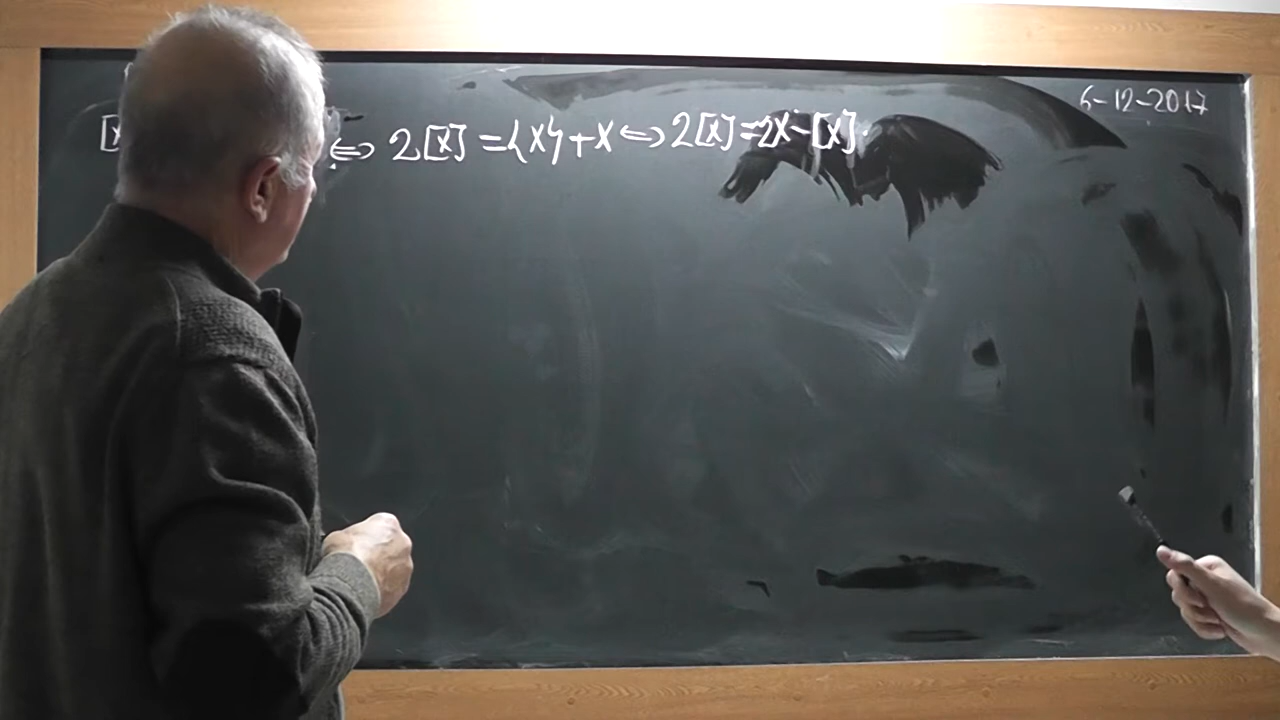 6-12-2017
[x ⇔ 2[x] = {x} + x ⇔ 2[x] = 2x - [x].